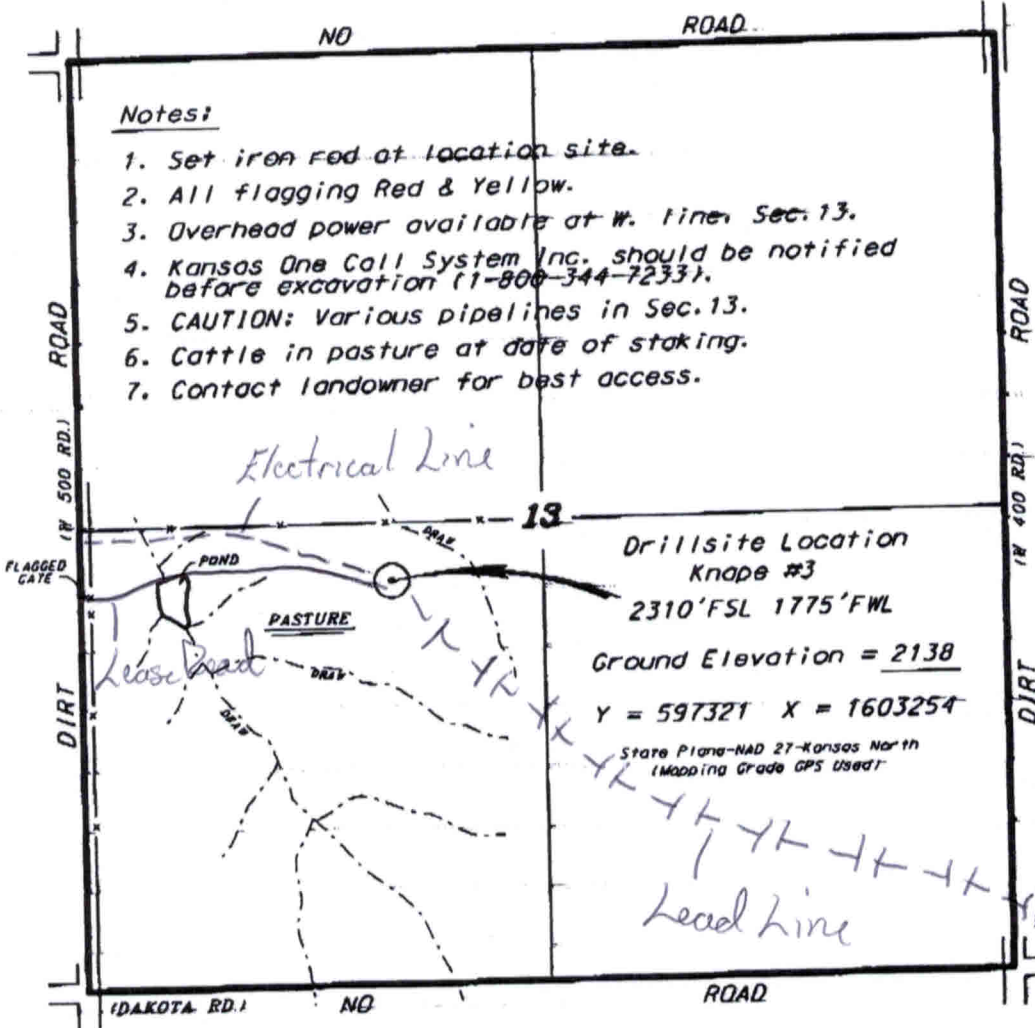 NO ROAD
Notes:
1. Set iron rod at location site.
2. All flagging Red & Yellow.
3. Overhead power available at W. line, Sec. 13.
4. Kansas One Call System Inc. should be notified
before excavation (1-800-344-7233).
5. CAUTION: Various pipelines in Sec. 13.
6. Cattle in pasture at date of staking.
7. Contact landowner for best access.
ROAD
ROAD
(W 500 RD.)
(W 400 RD.)
Electrical Line
13
DRAW
Drillsite Location
Knape #3
2310'FSL 1775'FWL
FLAGGED
GATE
POND
PASTURE
Lease Road
DRAW
DRAW
Ground Elevation = 2138
Y = 597321 X = 1603254
State Plane-NAD 27-Kansas North
(Mapping Grade GPS Used)
DIRT
DIRT
Lead Line
(DAKOTA RD.) NO ROAD